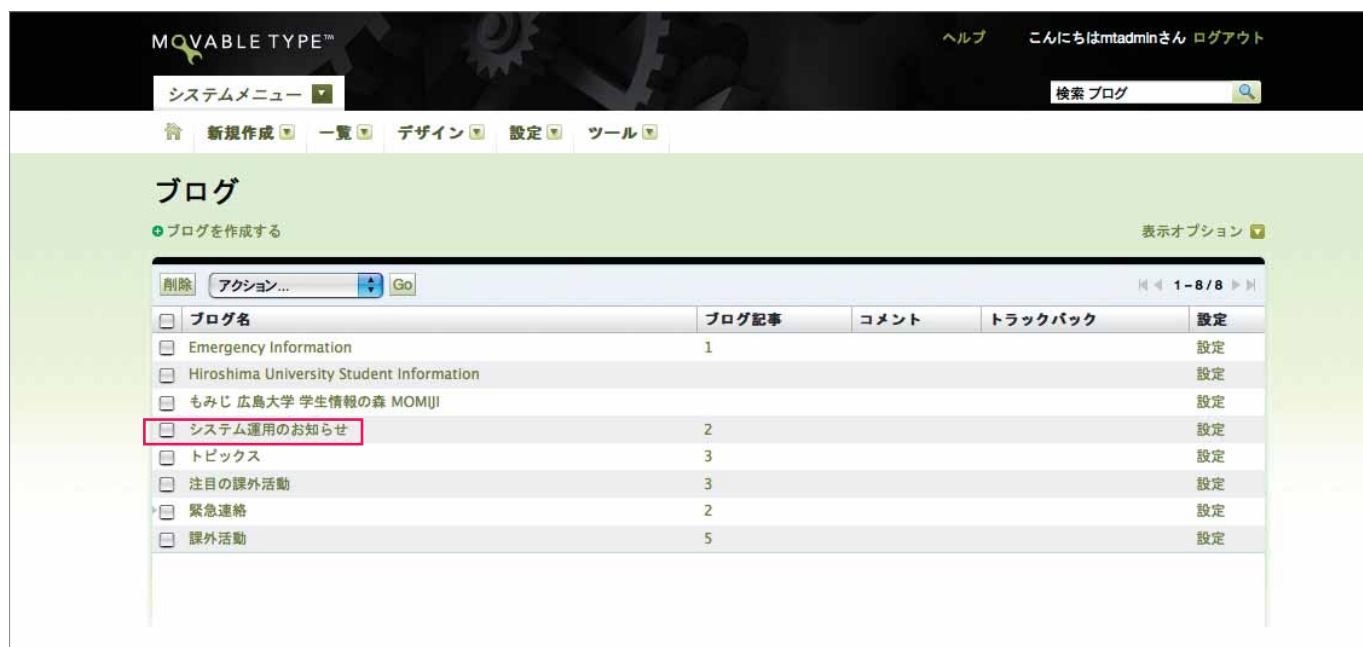 MOVABLE TYPE™
ヘルプ こんにちはmtadminさん ログアウト
システムメニュー
検索 ブログ
新規作成 一覧 デザイン 設定 ツール
ブログ
ブログを作成する
表示オプション
削除 アクション... Go 1-8/8
ブログ名 ブログ記事 コメント トラックバック 設定
Emergency Information 1 設定
Hiroshima University Student Information 設定
もみじ 広島大学 学生情報の森 MOMIJI 設定
システム運用のお知らせ 2 設定
トピックス 3 設定
注目の課外活動 3 設定
緊急連絡 2 設定
課外活動 5 設定